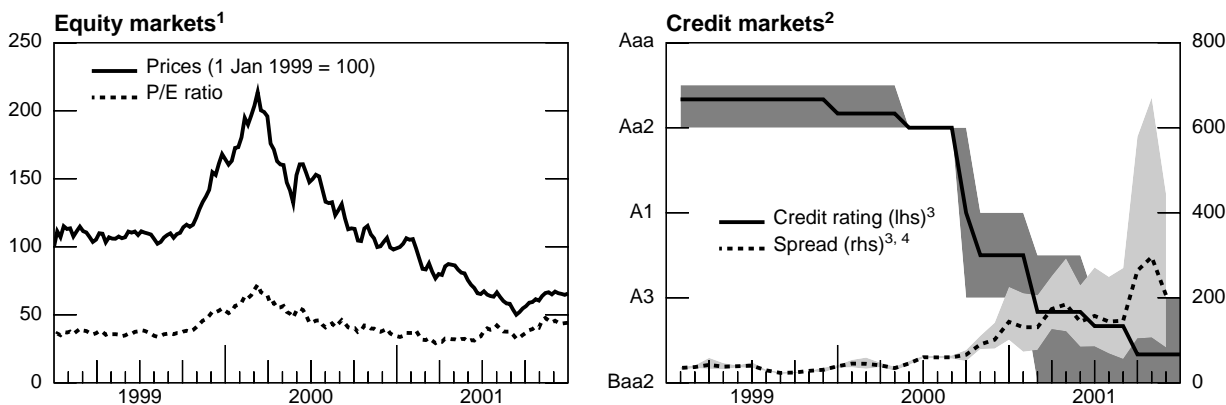 Equity markets¹
250
Prices (1 Jan 1999 = 100)
P/E ratio
200
150
100
50
0
1999 2000 2001
Credit markets²
Aaa 800
Aa2 600
A1 400
Credit rating (lhs)³
Spread (rhs)³, ⁴
A3 200
Baa2 0
1999 2000 2001